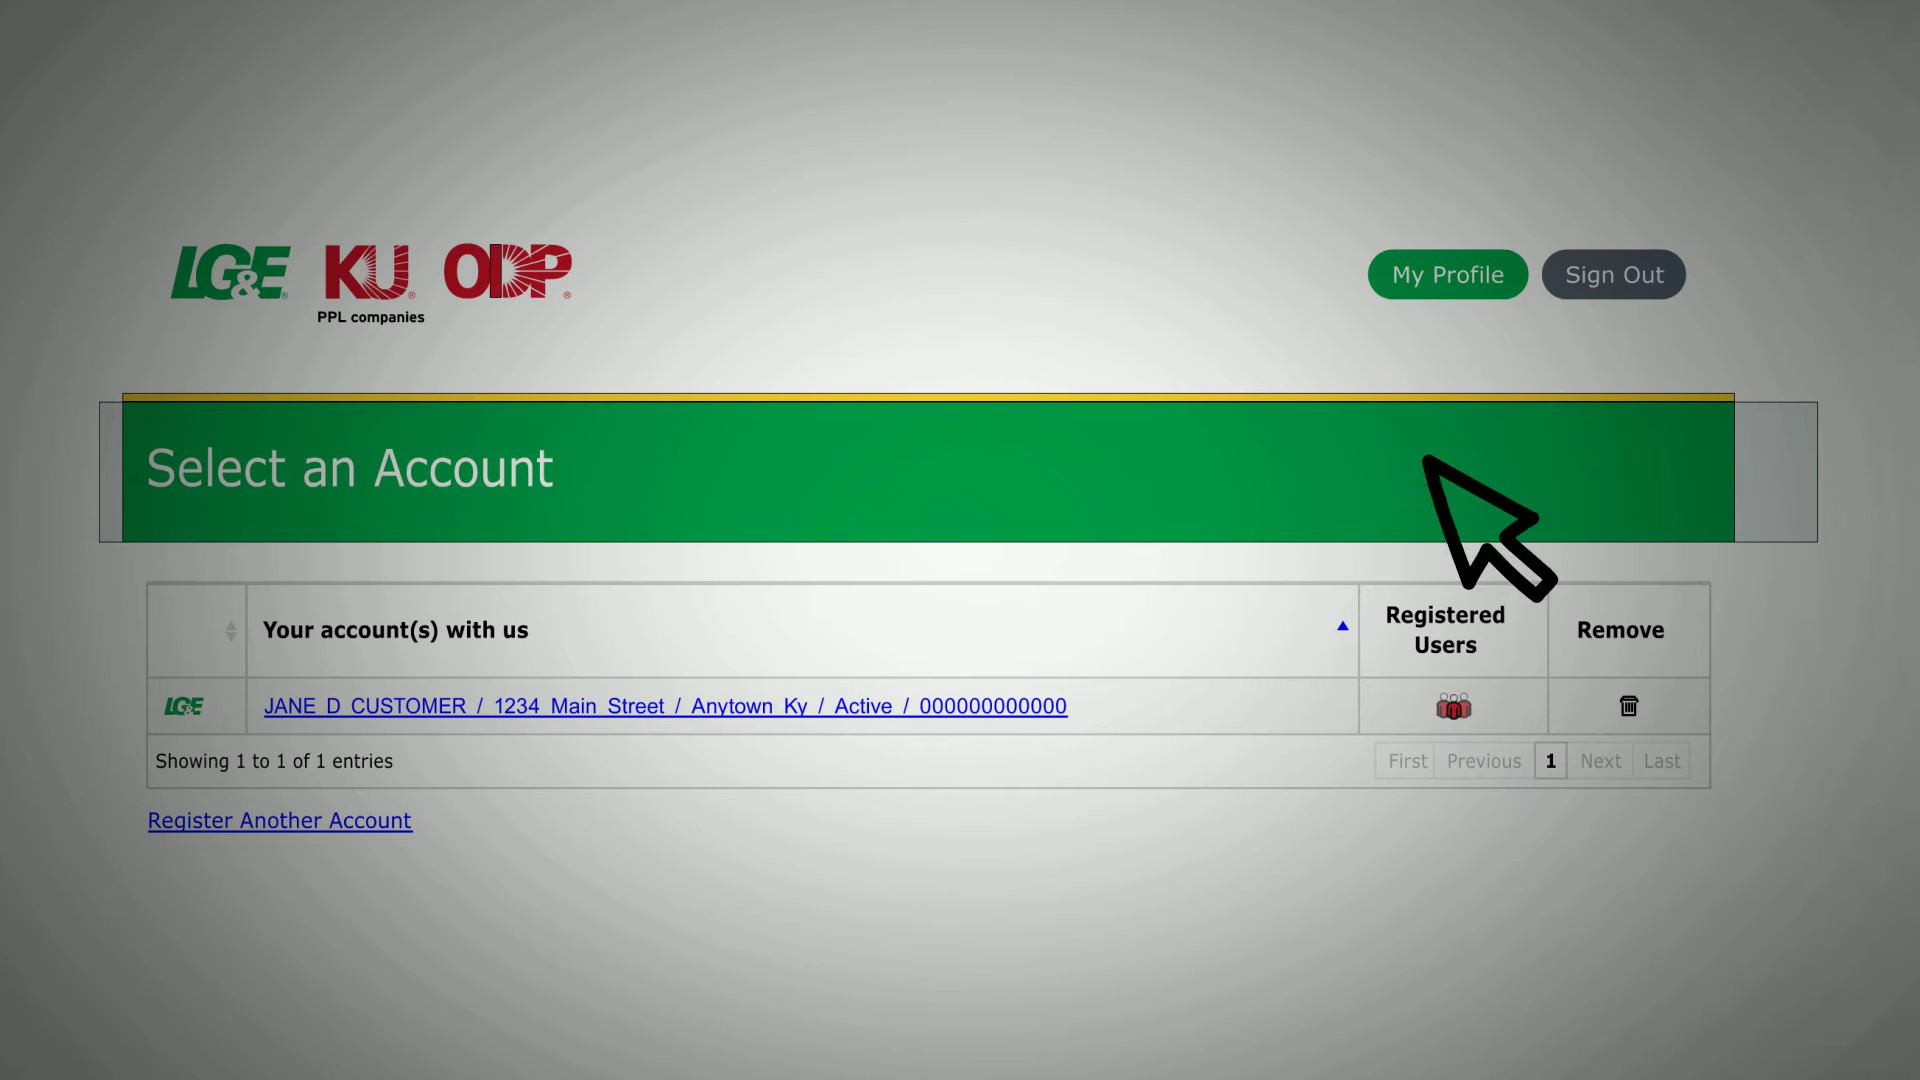 LG&E® KU® ODP®
PPL companies
My Profile
Sign Out
Select an Account
Your account(s) with us
Registered
Users
Remove
LG&E
JANE D CUSTOMER / 1234 Main Street / Anytown Ky / Active / 000000000000
Showing 1 to 1 of 1 entries
First Previous 1 Next Last
Register Another Account